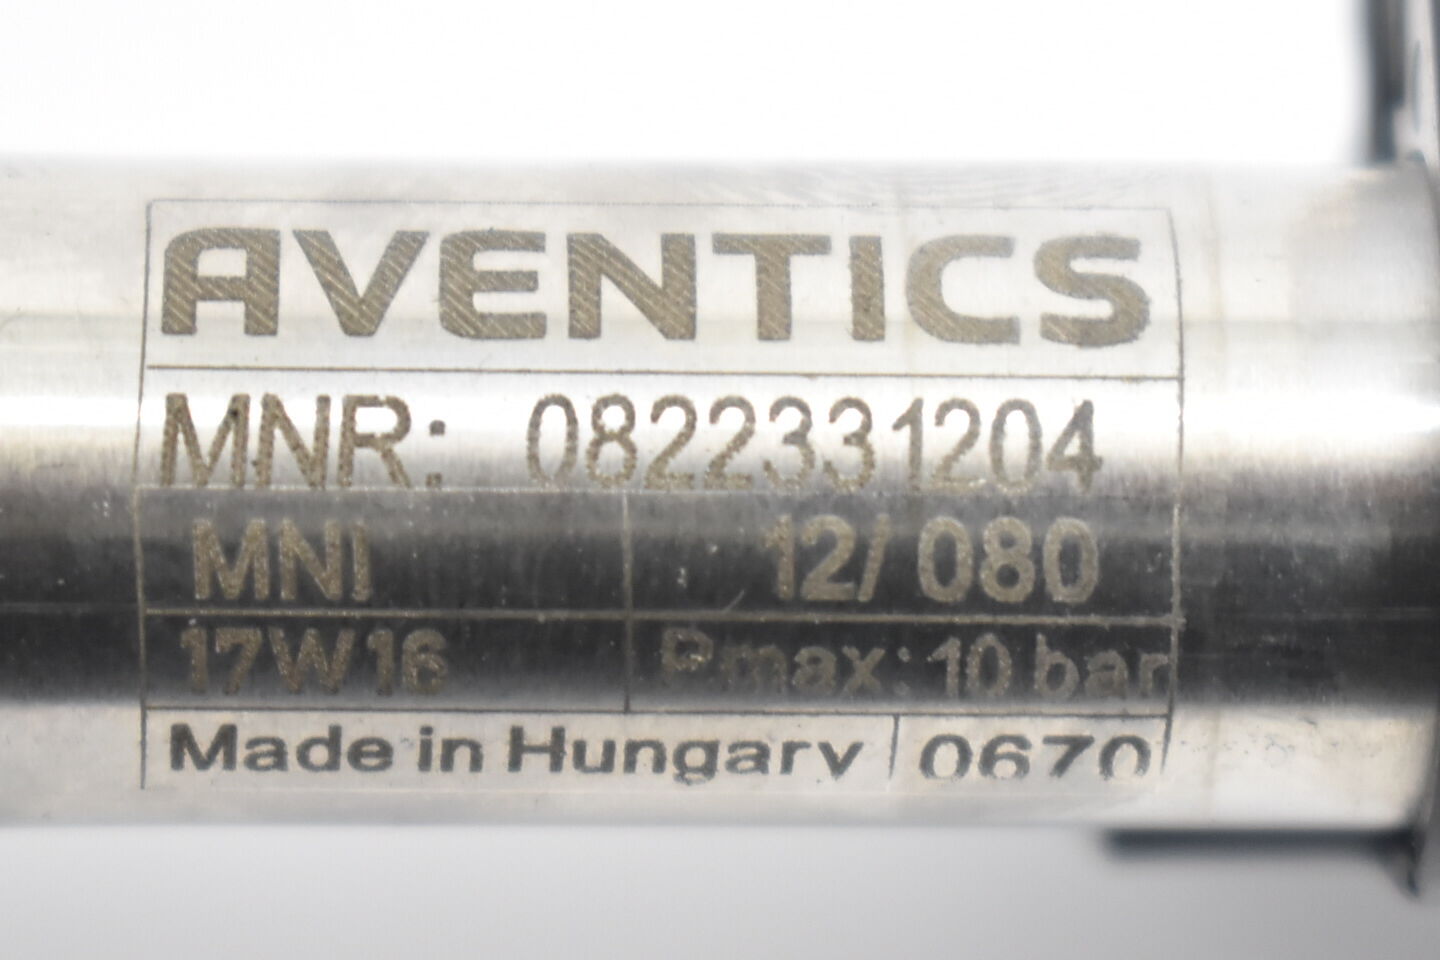 AVENTICS
MNR: 0822331204
MNI 12/080
17W16 Pmax: 10 bar
Made in Hungary 0670